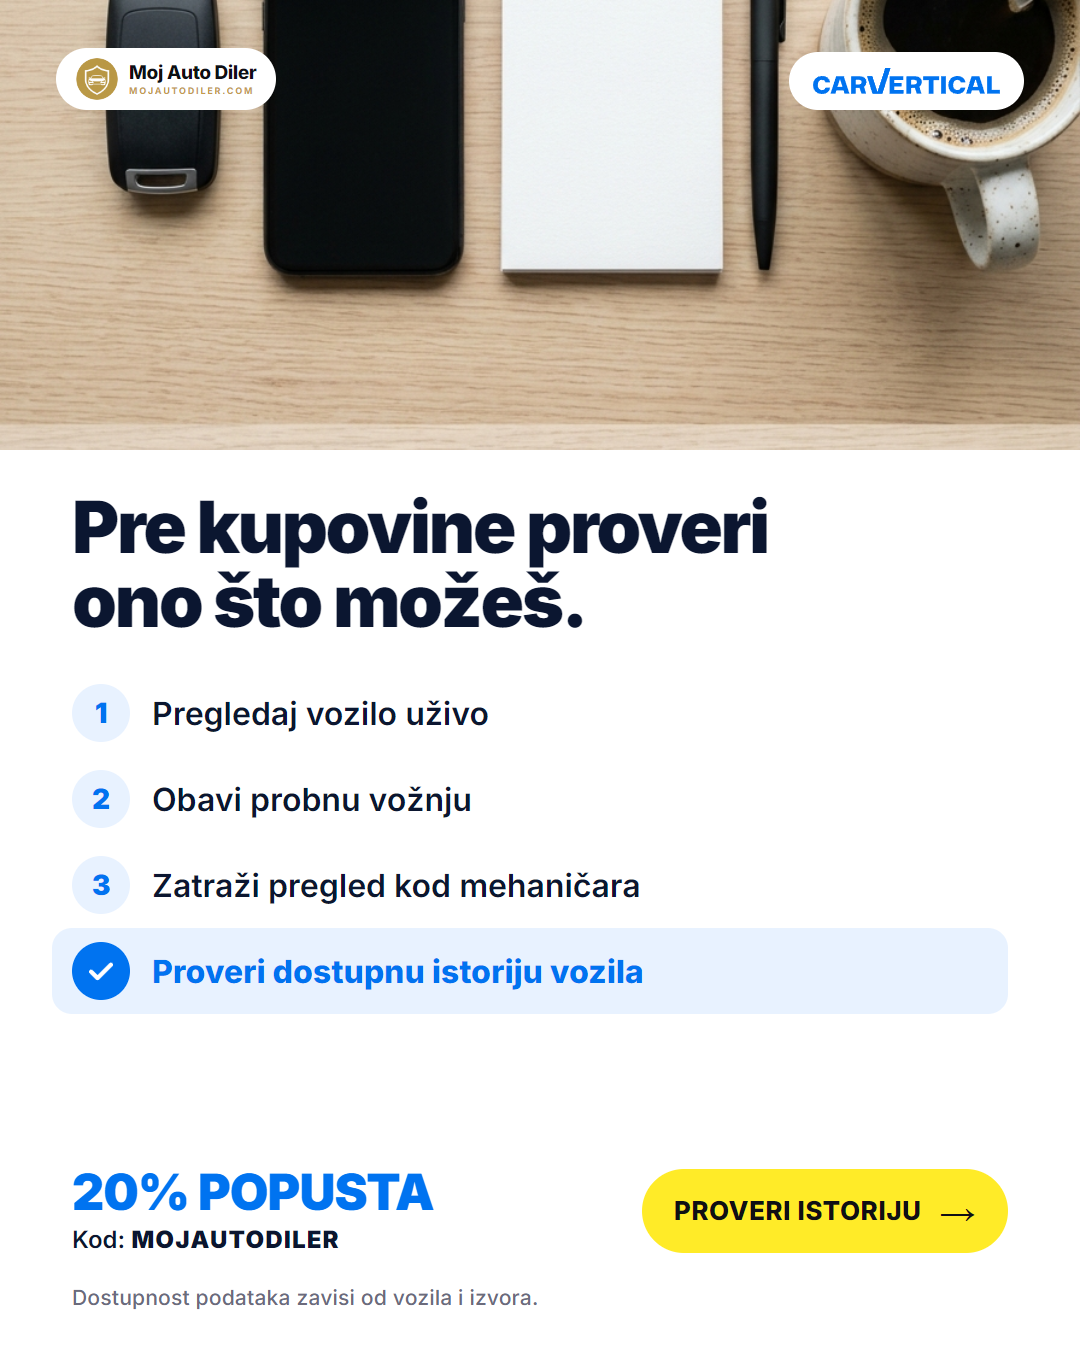 Moj Auto Diler
MOJAUTODILER.COM
CARVERTICAL
Pre kupovine proveri
ono što možeš.
1 Pregledaj vozilo uživo
2 Obavi probnu vožnju
3 Zatraži pregled kod mehaničara
Proveri dostupnu istoriju vozila
20% POPUSTA
Kod: MOJAUTODILER
PROVERI ISTORIJU →
Dostupnost podataka zavisi od vozila i izvora.